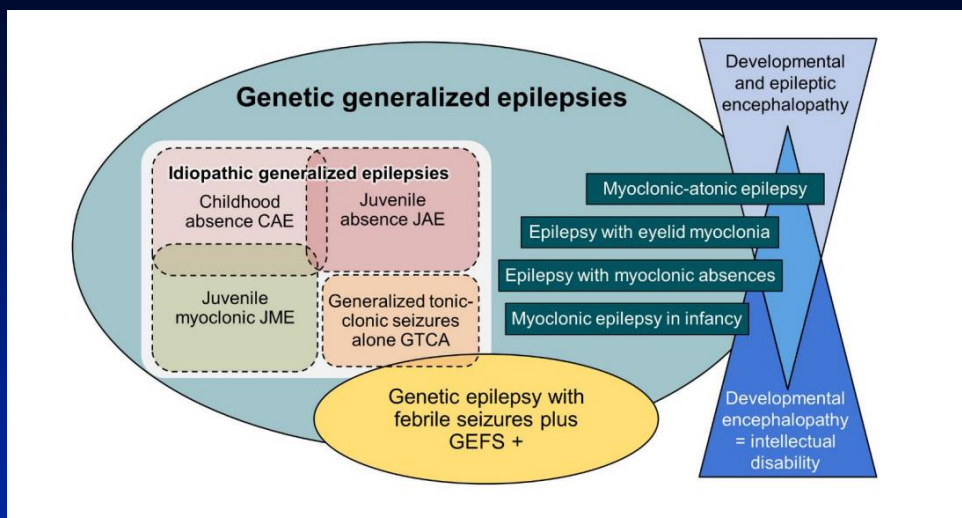 Genetic generalized epilepsies
Idiopathic generalized epilepsies
Childhood
absence CAE
Juvenile
absence JAE
Juvenile
myoclonic JME
Generalized tonic-
clonic seizures
alone GTCA
Genetic epilepsy with
febrile seizures plus
GEFS +
Myoclonic-atonic epilepsy
Epilepsy with eyelid myoclonia
Epilepsy with myoclonic absences
Myoclonic epilepsy in infancy
Developmental
and epileptic
encephalopathy
Developmental
encephalopathy
= intellectual
disability